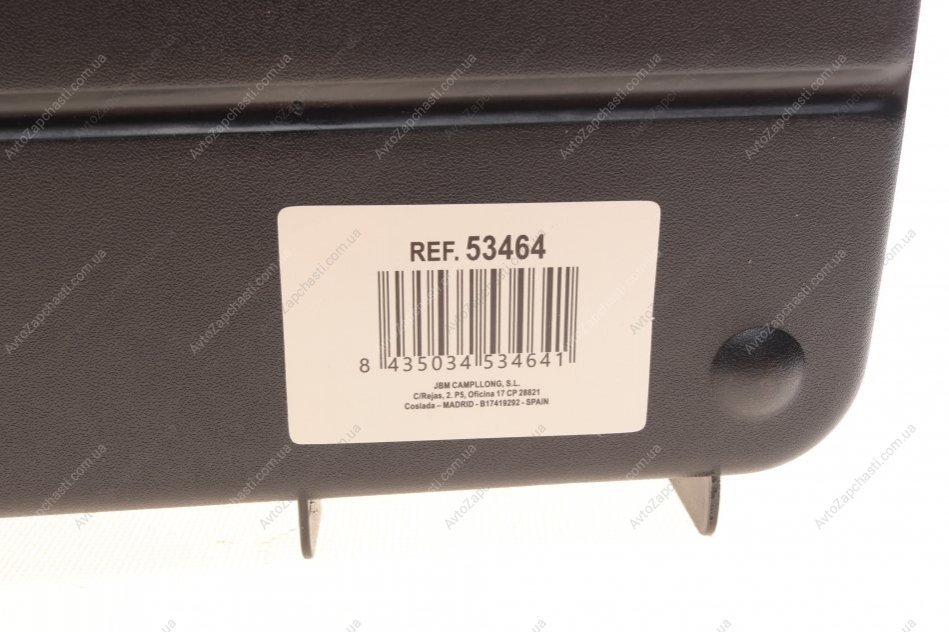 REF. 53464
8 435034 534641
JBM CAMPLLONG, S.L.
C/Rejas, 2. P5, Oficina 17 CP 28821
Coslada – MADRID - B17419292 - SPAIN
AvtoZapchasti.com.ua